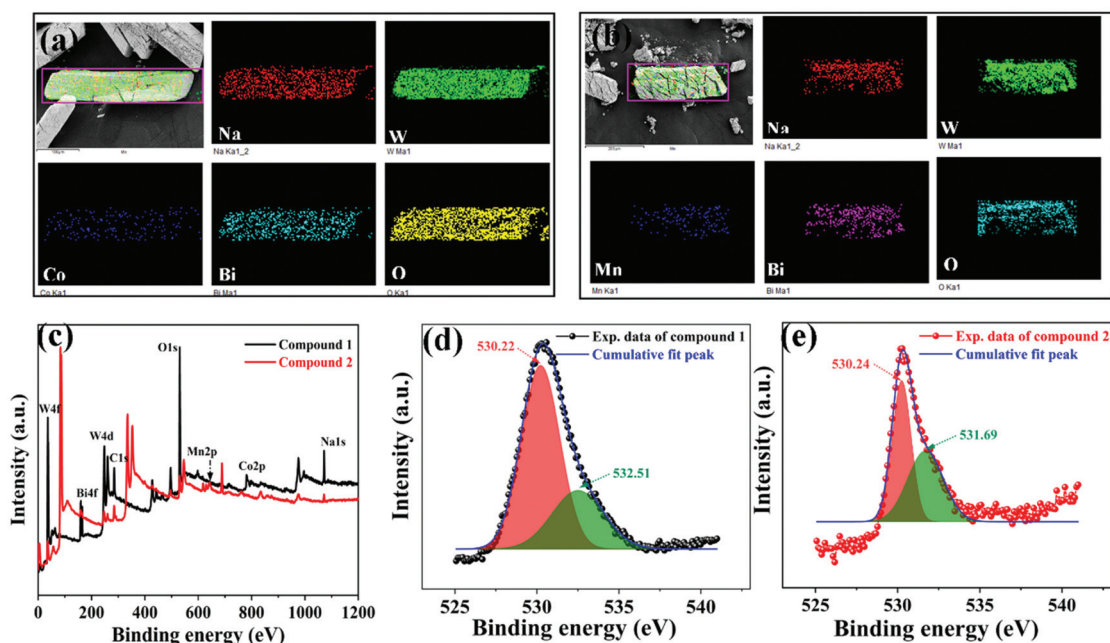 (a)
Na
W
100μm
Mn
Na Ka1_2
W Ma1
Co
Bi
O
Co Ka1
Bi Ma1
O Ka1
(b)
Na
W
Na Ka1_2
W Ma1
Mn
Bi
O
Mn Ka1
Bi Ma1
O Ka1
(c)
Compound 1
Compound 2
O1s
W4f
W4d
C1s
Bi4f
Mn2p
Co2p
Na1s
Intensity (a.u.)
0 200 400 600 800 1000 1200
Binding energy (eV)
(d)
Exp. data of compound 1
Cumulative fit peak
530.22
532.51
Intensity (a.u.)
525 530 535 540
Binding energy (eV)
(e)
Exp. data of compound 2
Cumulative fit peak
530.24
531.69
Intensity (a.u.)
525 530 535 540
Binding energy (eV)